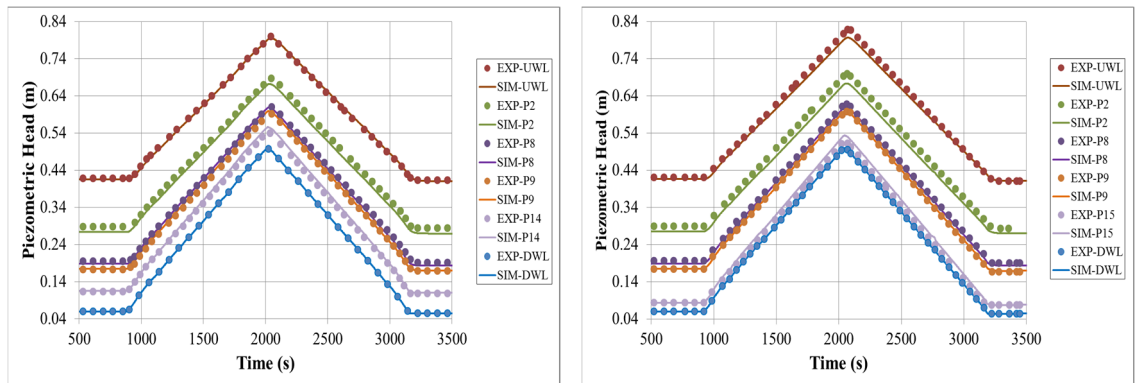 0.84
0.74
0.64
0.54
0.44
0.34
0.24
0.14
0.04
Piezometric Head (m)
500 1000 1500 2000 2500 3000 3500
Time (s)
EXP-UWL
SIM-UWL
EXP-P2
SIM-P2
EXP-P8
SIM-P8
EXP-P9
SIM-P9
EXP-P14
SIM-P14
EXP-DWL
SIM-DWL
0.84
0.74
0.64
0.54
0.44
0.34
0.24
0.14
0.04
Piezometric Head (m)
500 1000 1500 2000 2500 3000 3500
Time (s)
EXP-UWL
SIM-UWL
EXP-P2
SIM-P2
EXP-P8
SIM-P8
EXP-P9
SIM-P9
EXP-P15
SIM-P15
EXP-DWL
SIM-DWL